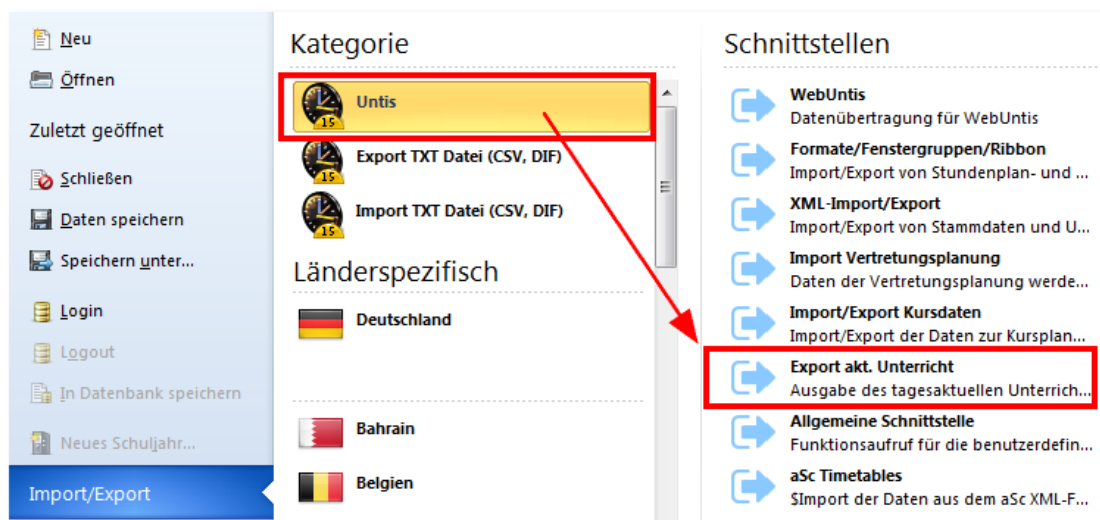 Neu
Öffnen
Zuletzt geöffnet
Schließen
Daten speichern
Speichern unter...
Login
Logout
In Datenbank speichern
Neues Schuljahr...
Import/Export
Kategorie
15
Untis
15
Export TXT Datei (CSV, DIF)
15
Import TXT Datei (CSV, DIF)
Länderspezifisch
Deutschland
Bahrain
Belgien
Schnittstellen
WebUntis
Datenübertragung für WebUntis
Formate/Fenstergruppen/Ribbon
Import/Export von Stundenplan- und ...
XML-Import/Export
Import/Export von Stammdaten und U...
Import Vertretungsplanung
Daten der Vertretungsplanung werde...
Import/Export Kursdaten
Import/Export der Daten zur Kursplan...
Export akt. Unterricht
Ausgabe des tagesaktuellen Unterrich...
Allgemeine Schnittstelle
Funktionsaufruf für die benutzerdefin...
aSc Timetables
$Import der Daten aus dem aSc XML-F...